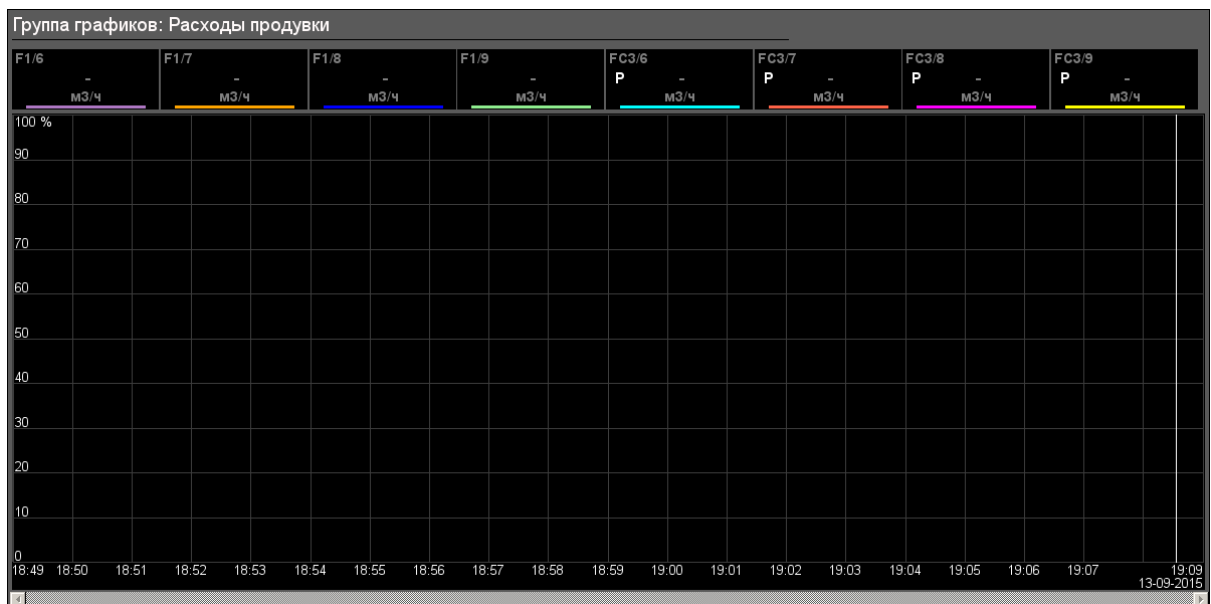 Группа графиков: Расходы продувки
F1/6 F1/7 F1/8 F1/9 FC3/6 FC3/7 FC3/8 FC3/9
- - - - Р - Р - Р - Р -
м3/ч м3/ч м3/ч м3/ч м3/ч м3/ч м3/ч м3/ч
100 %
90
80
70
60
50
40
30
20
10
0
18:49 18:50 18:51 18:52 18:53 18:54 18:55 18:56 18:57 18:58 18:59 19:00 19:01 19:02 19:03 19:04 19:05 19:06 19:07 19:09
13-09-2015